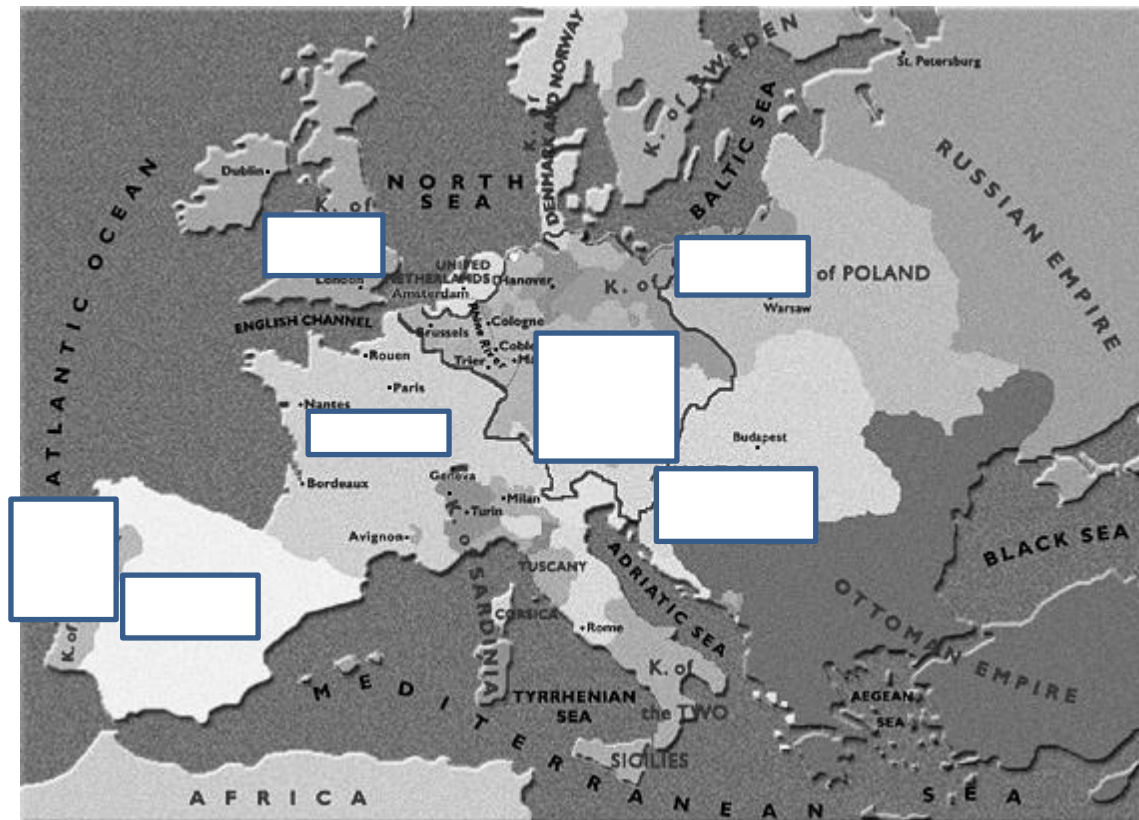 St. Petersburg
K. of SWEDEN
K. of DENMARK AND NORWAY
BALTIC SEA
RUSSIAN EMPIRE
ATLANTIC OCEAN
Dublin
NORTH
SEA
K. of
UNITED
NETHERLANDS
Hanover
K. of
of POLAND
London
Amsterdam
Warsaw
ENGLISH CHANNEL
Rhine River
Cologne
Brussels
Rouen
Trier
Paris
Nantes
Budapest
Geneva
Bordeaux
Milan
Turin
Avignon
BLACK SEA
TUSCANY
ADRIATIC SEA
OTTOMAN EMPIRE
CORSICA
SARDINIA
Rome
K. of
K. of
the TWO
SICILIES
TYRRHENIAN
SEA
AEGEAN
SEA
MEDITERRANEAN SEA
AFRICA